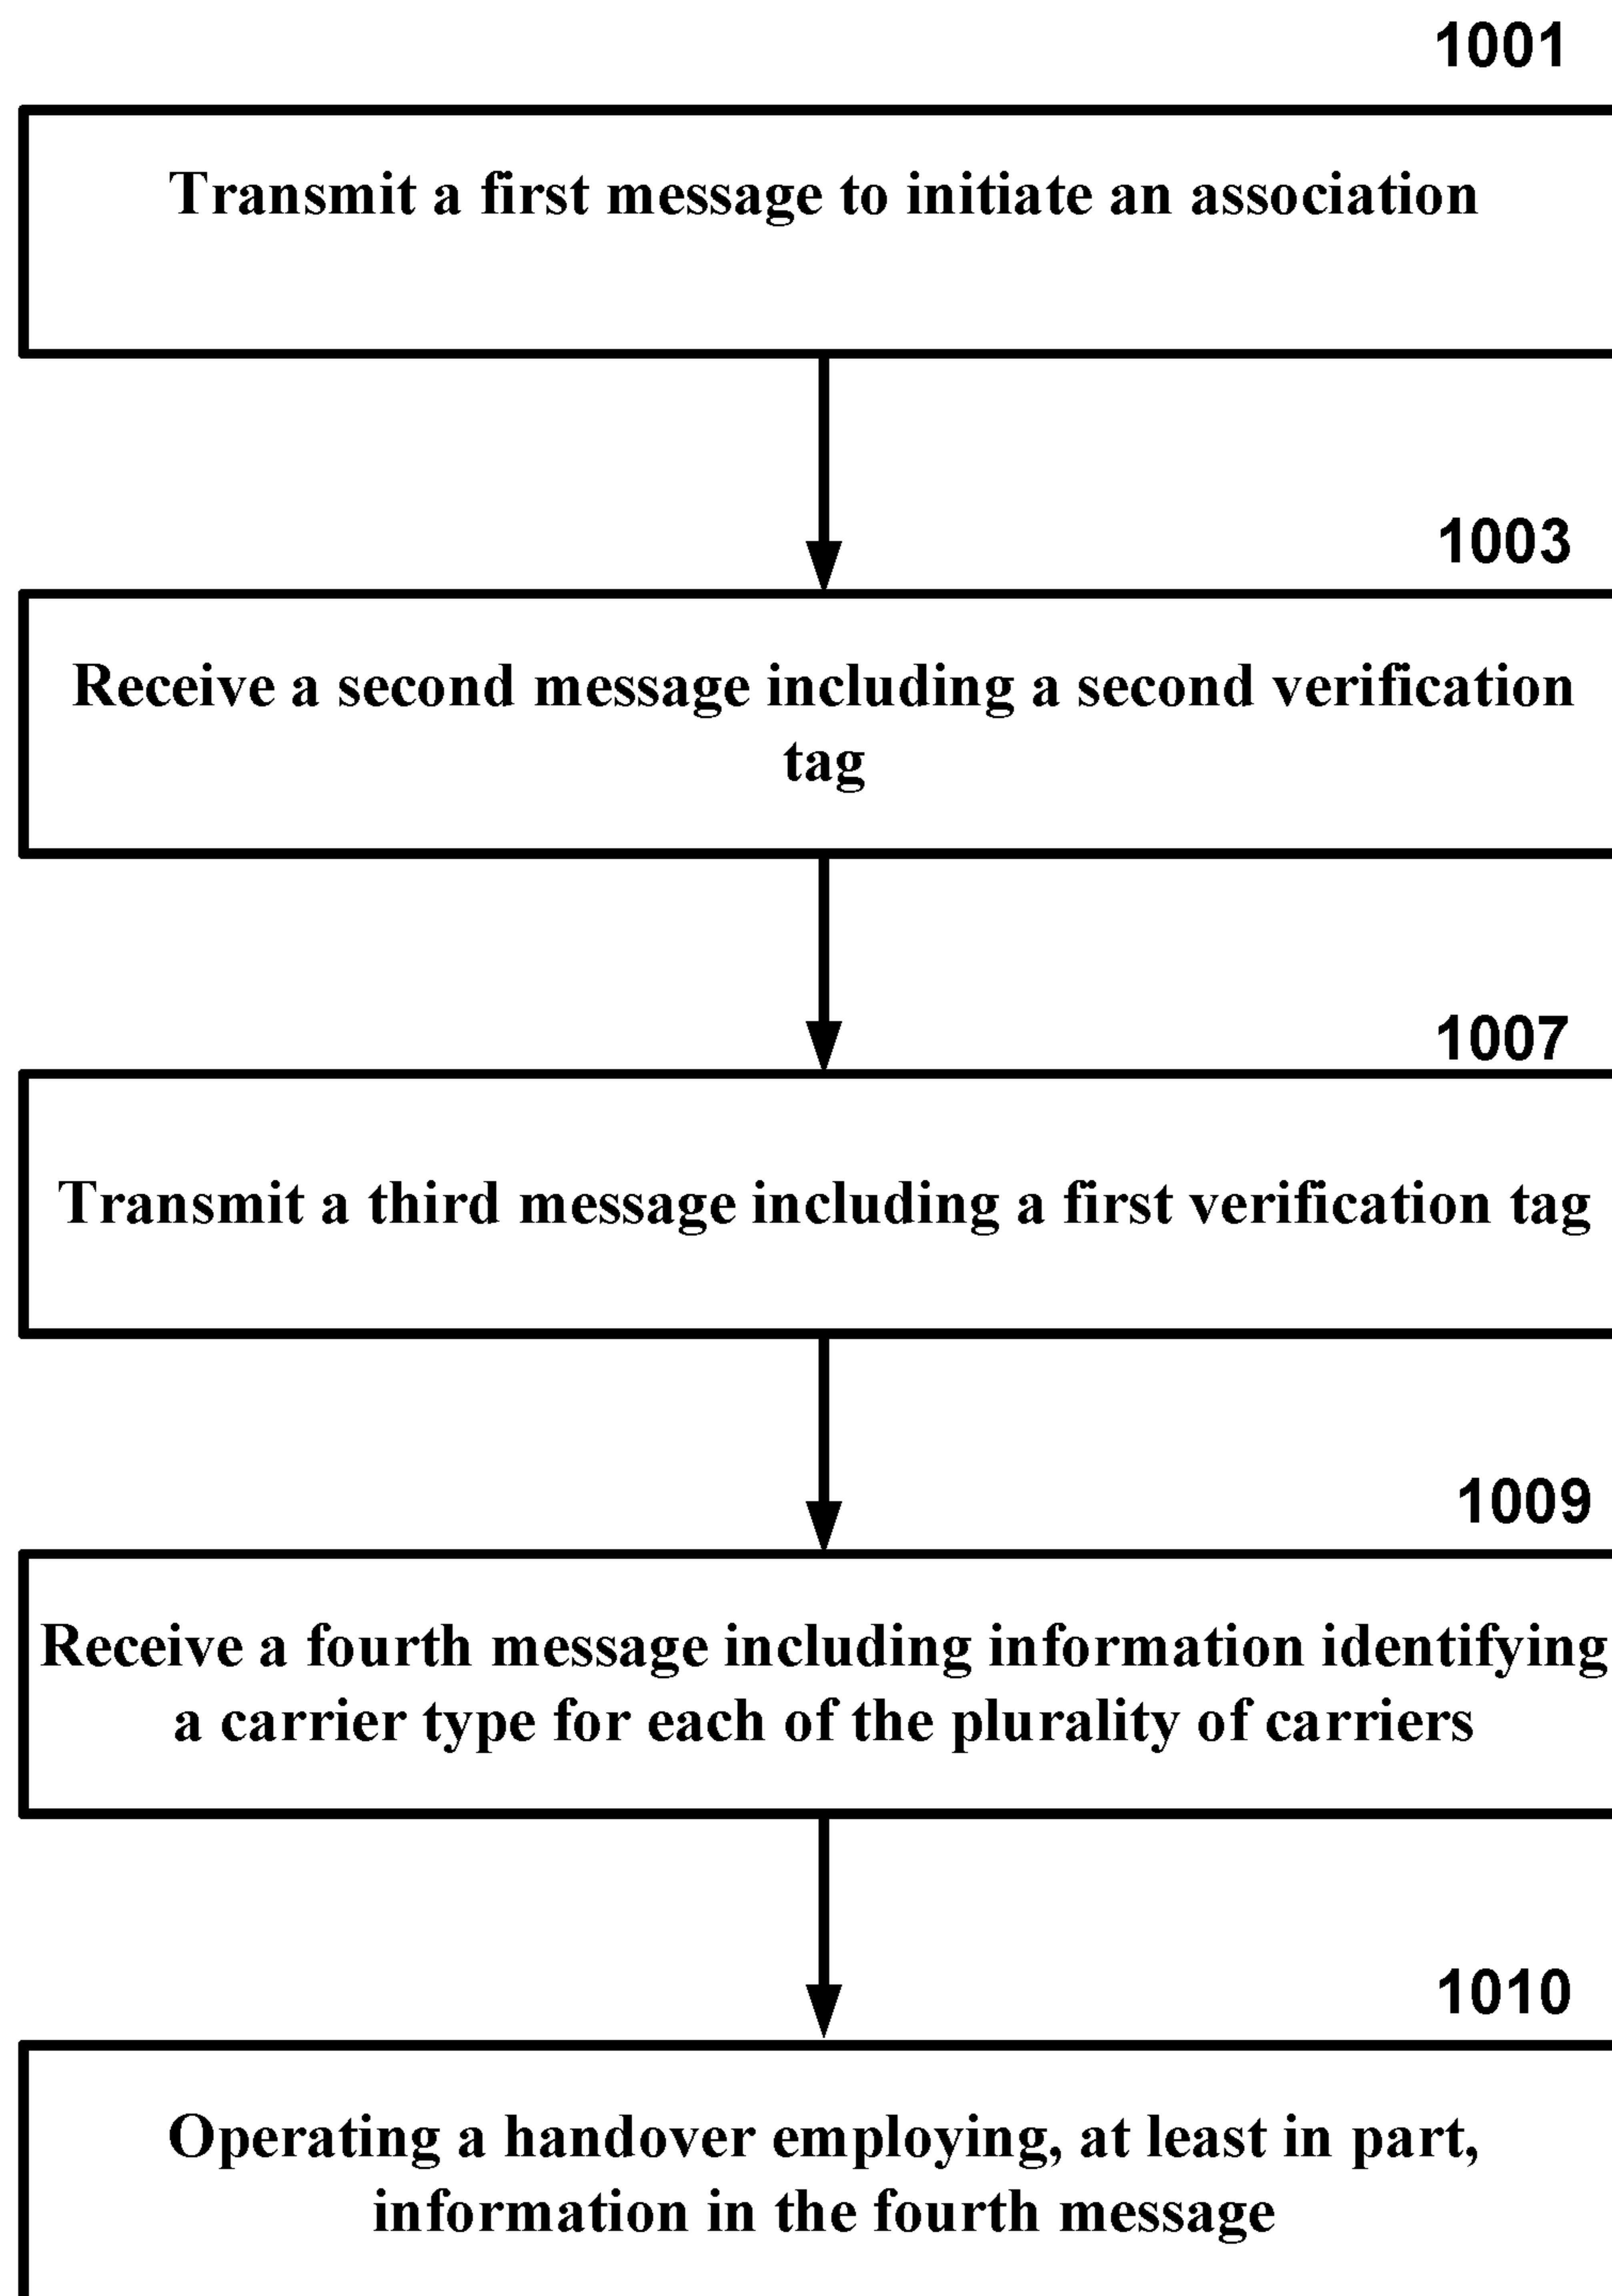 1001
Transmit a first message to initiate an association
1003
Receive a second message including a second verification
tag
1007
Transmit a third message including a first verification tag
1009
Receive a fourth message including information identifying
a carrier type for each of the plurality of carriers
1010
Operating a handover employing, at least in part,
information in the fourth message